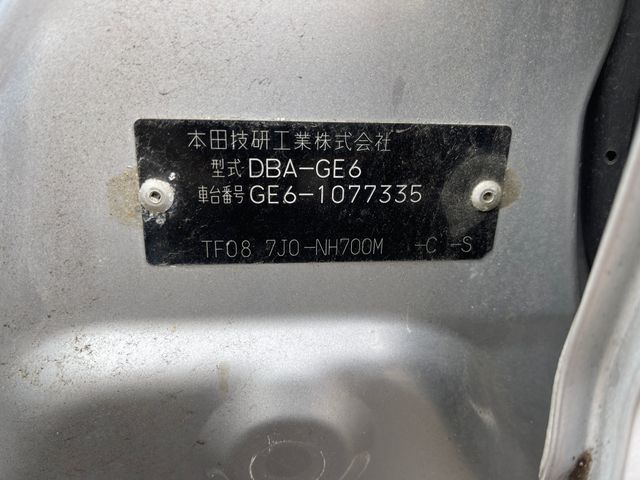 本田技研工業株式会社
型式 DBA-GE6
車台番号 GE6-1077335
TF08 7J0-NH700M -C -S